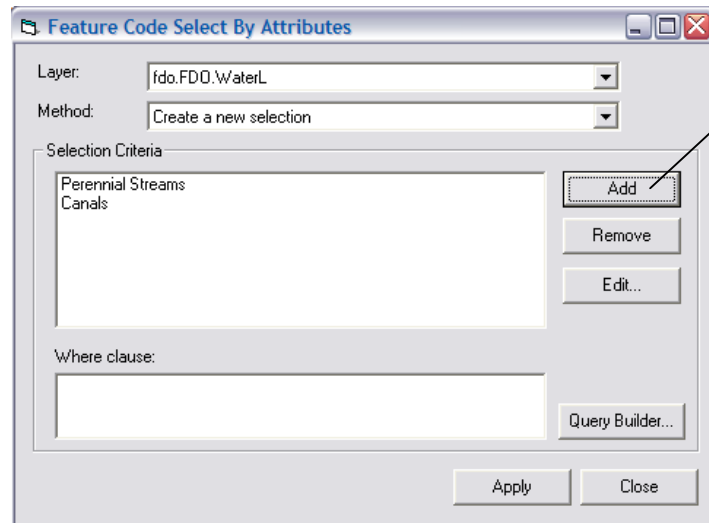 Feature Code Select By Attributes
Layer: fdo.FDO.WaterL
Method: Create a new selection
Selection Criteria
Perennial Streams
Canals
Add
Remove
Edit...
Where clause:
Query Builder...
Apply Close